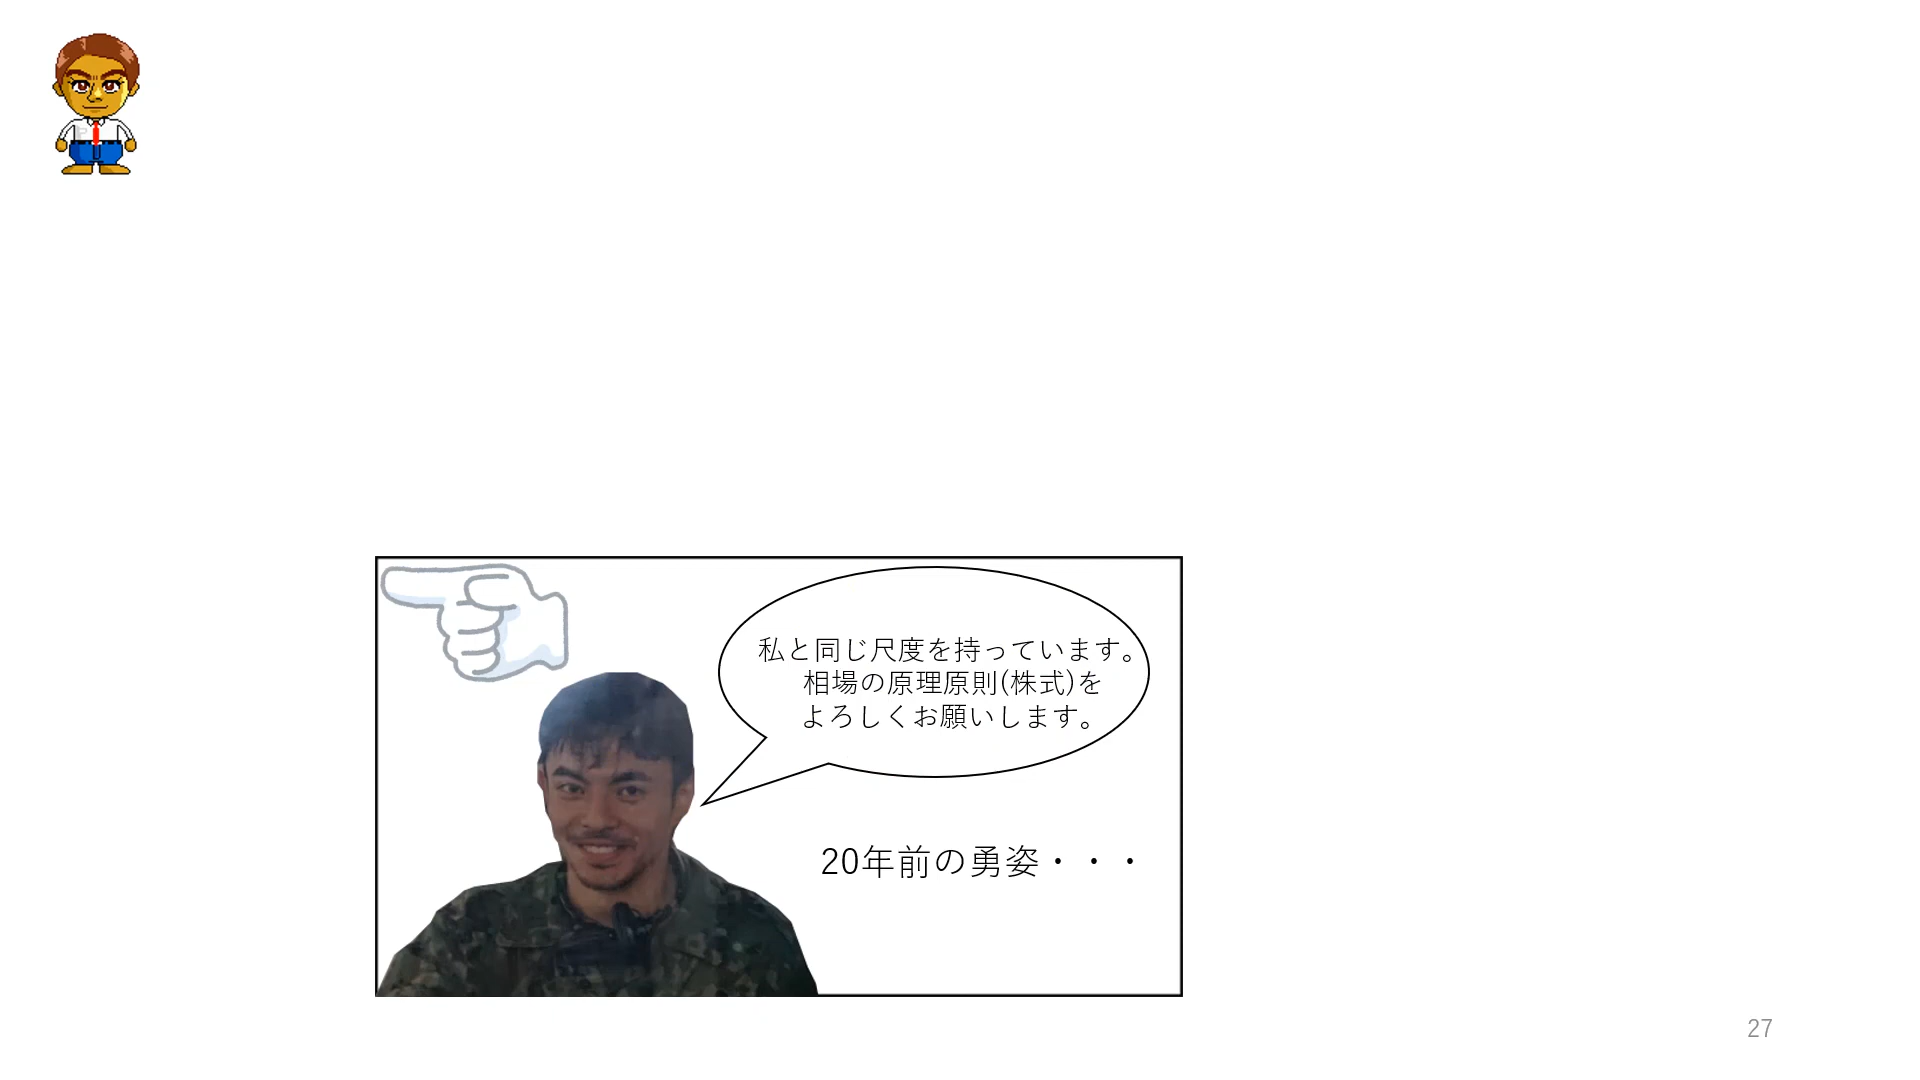 私と同じ尺度を持っています。
相場の原理原則(株式)を
よろしくお願いします。
20年前の勇姿・・・
27